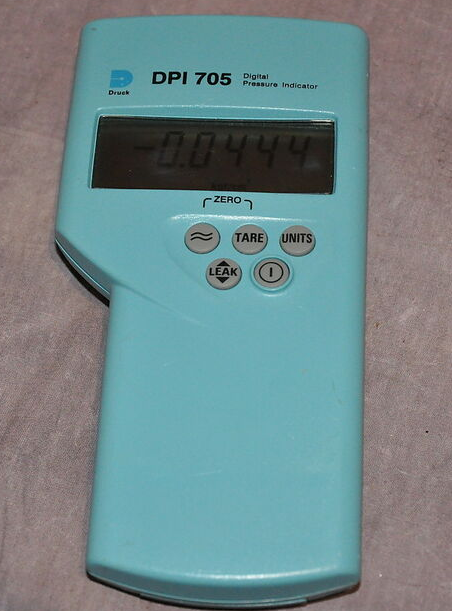 Druck
DPI 705
Digital
Pressure Indicator
-0.0444
ZERO
≈ TARE UNITS
LEAK